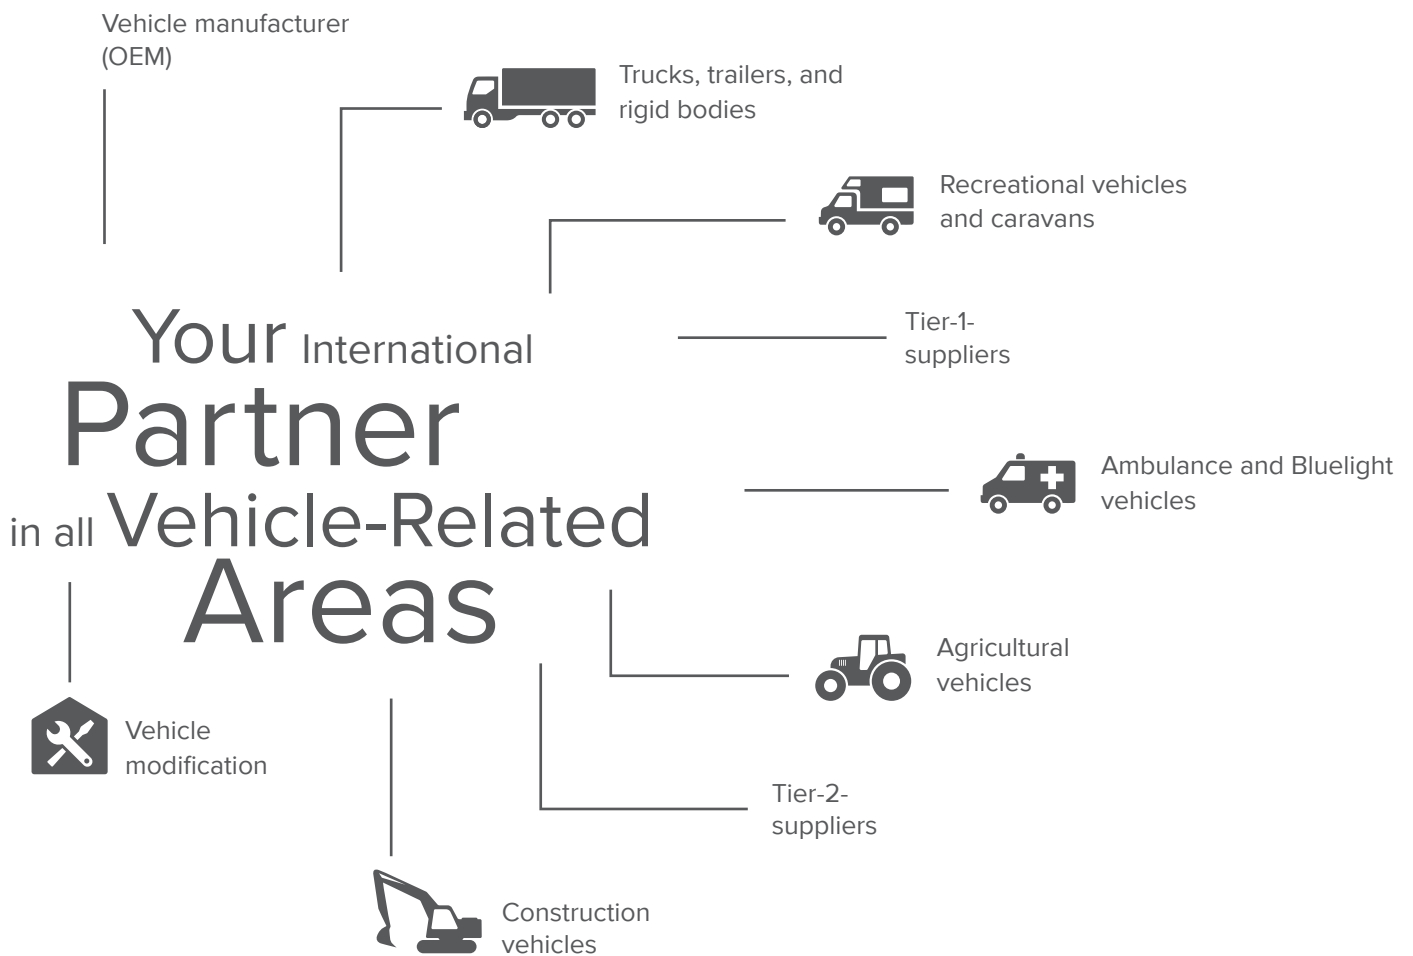 Vehicle manufacturer
(OEM)
Trucks, trailers, and
rigid bodies
Recreational vehicles
and caravans
Tier-1-
suppliers
Your International
Partner
in all Vehicle-Related
Areas
Ambulance and Bluelight
vehicles
Agricultural
vehicles
Vehicle
modification
Tier-2-
suppliers
Construction
vehicles